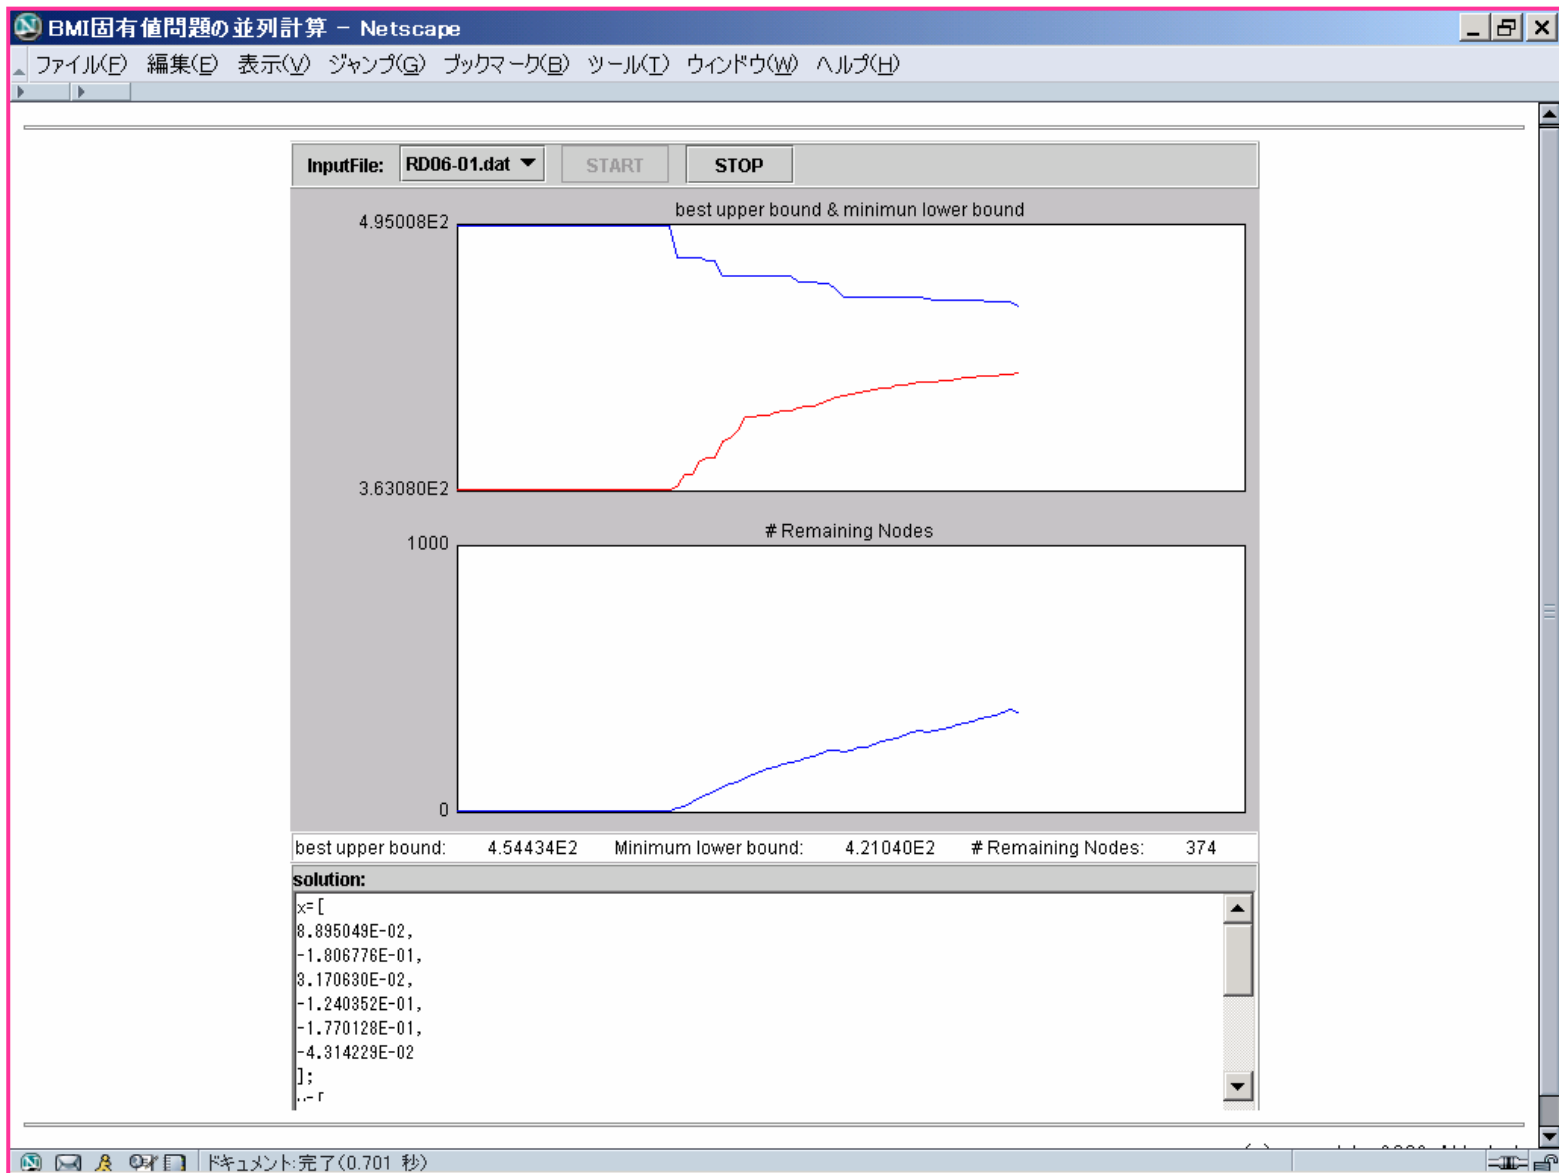 BMI固有値問題の並列計算 - Netscape
ファイル(F) 編集(E) 表示(V) ジャンプ(G) ブックマーク(B) ツール(T) ウィンドウ(W) ヘルプ(H)
InputFile: RD06-01.dat START STOP
best upper bound & minimun lower bound
4.95008E2
3.63080E2
# Remaining Nodes
1000
0
best upper bound: 4.54434E2 Minimum lower bound: 4.21040E2 # Remaining Nodes: 374
solution:
x=[
8.895049E-02,
-1.806776E-01,
3.170630E-02,
-1.240352E-01,
-1.770128E-01,
-4.314229E-02
];
ドキュメント:完了(0.701 秒)